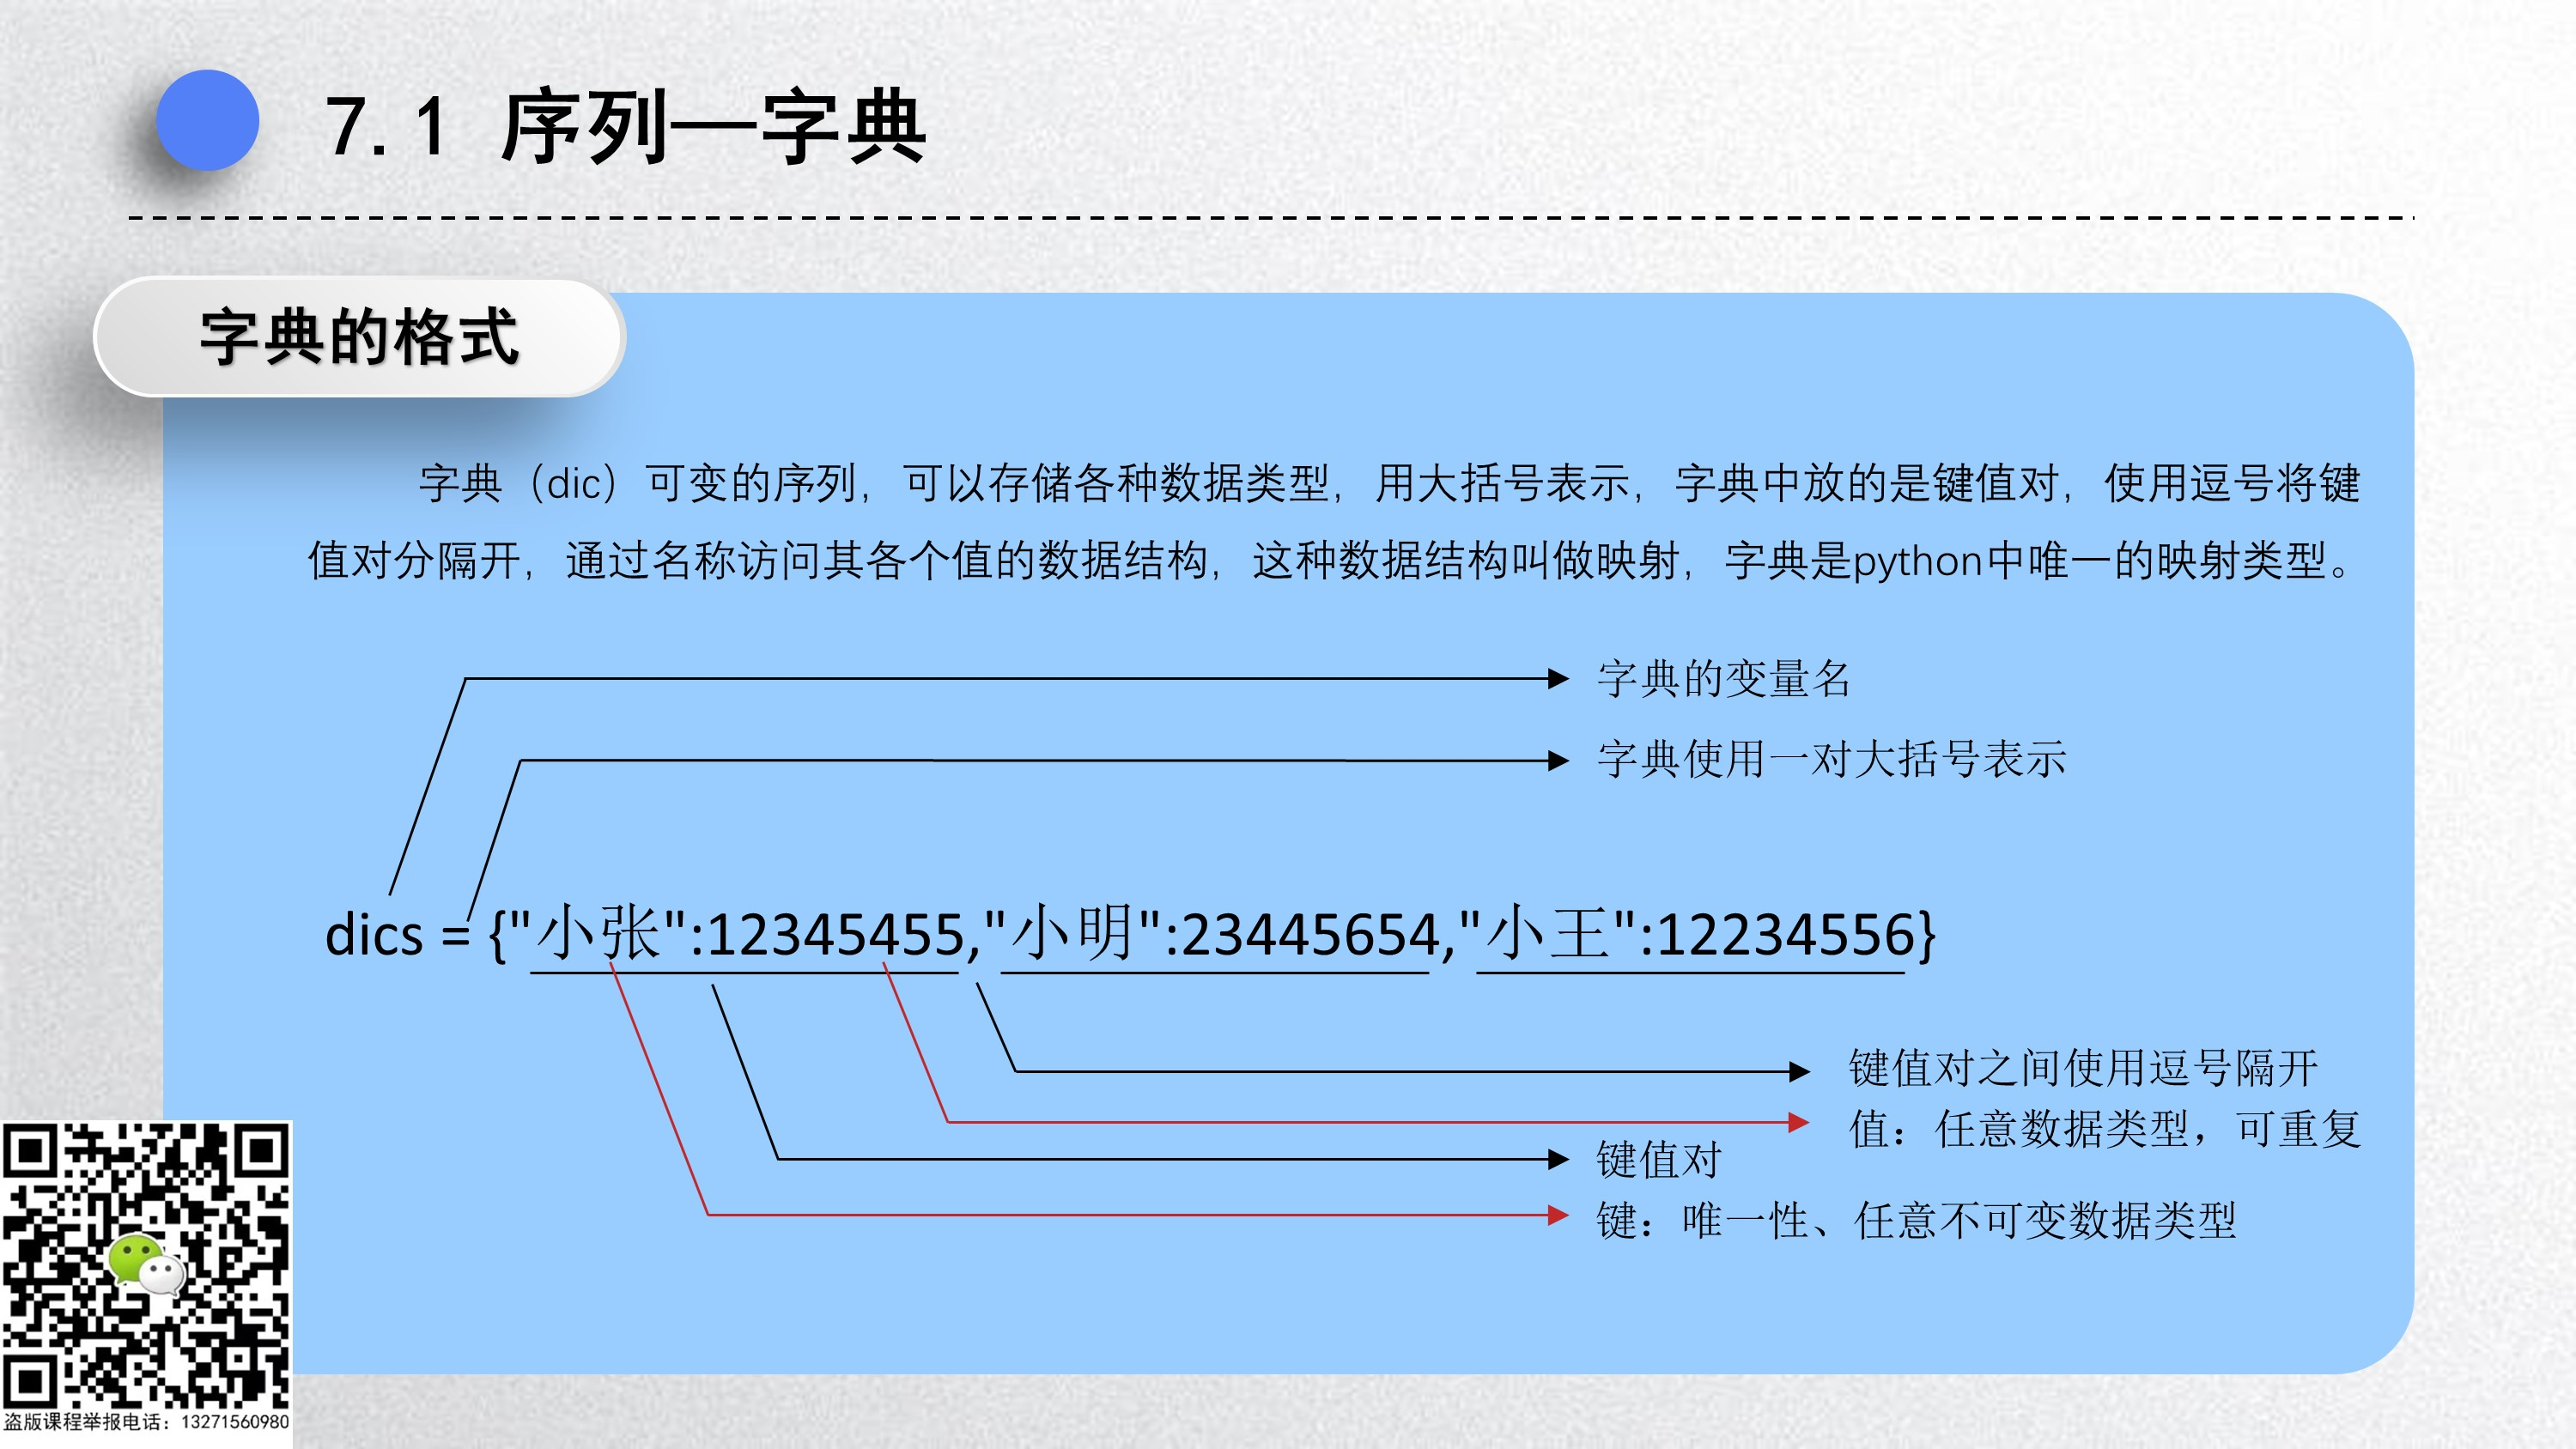 7.1 序列—字典
字典的格式
字典（dic）可变的序列，可以存储各种数据类型，用大括号表示，字典中放的是键值对，使用逗号将键
值对分隔开，通过名称访问其各个值的数据结构，这种数据结构叫做映射，字典是python中唯一的映射类型。
字典的变量名
字典使用一对大括号表示
dics = {"小张":12345455,"小明":23445654,"小王":12234556}
键值对之间使用逗号隔开
值：任意数据类型，可重复
键值对
键：唯一性、任意不可变数据类型
盗版课程举报电话：13271560980